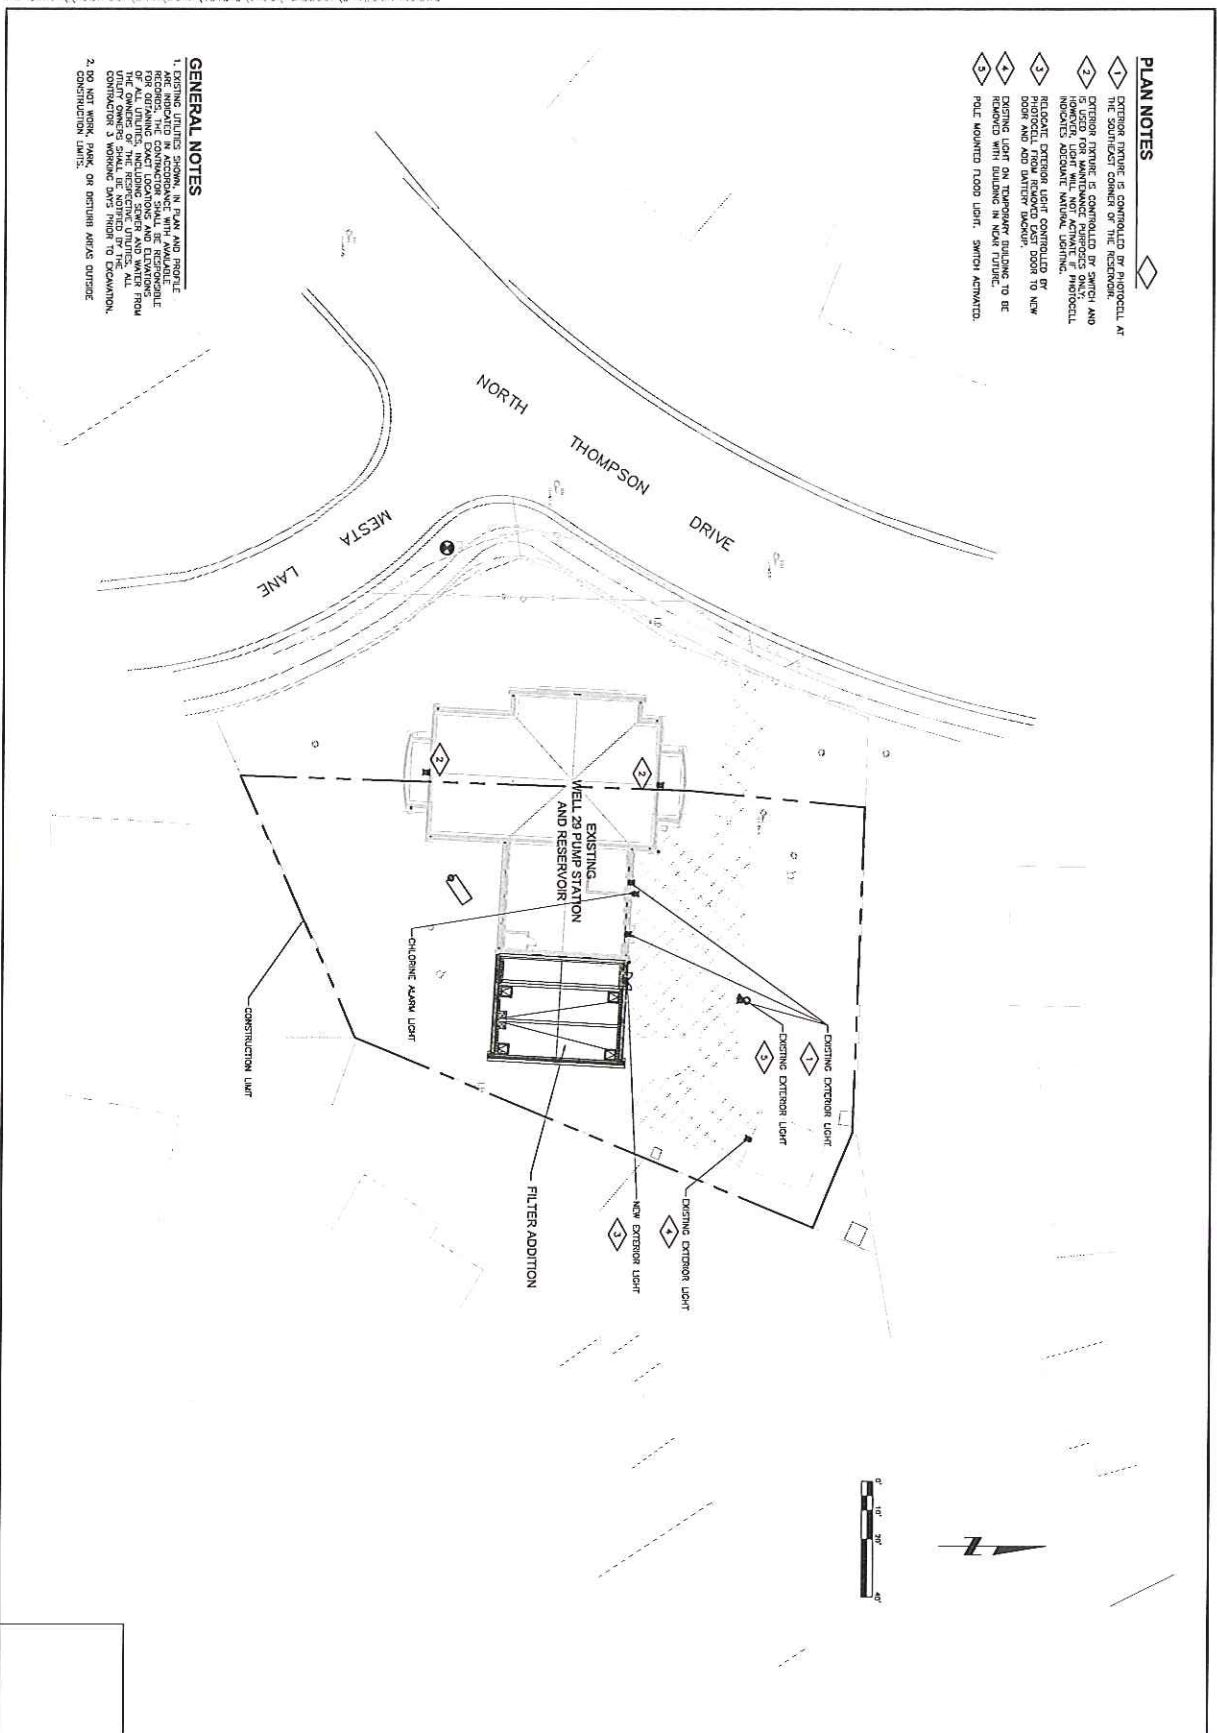 PLAN NOTES
1 EXTERIOR FIXTURE IS CONTROLLED BY PHOTOCELL AT
THE SOUTHEAST CORNER OF THE RESERVOIR.
2 EXTERIOR FIXTURE IS CONTROLLED BY SWITCH AND
IS USED FOR MAINTENANCE PURPOSES ONLY;
HOWEVER, LIGHT WILL NOT ACTIVATE IF PHOTOCELL
INDICATES ADEQUATE NATURAL LIGHTING.
3 RELOCATE EXTERIOR LIGHT CONTROLLED BY
PHOTOCELL FROM REMOVED EAST DOOR TO NEW
DOOR AND ADD BATTERY BACKUP.
4 EXISTING LIGHT ON TEMPORARY BUILDING TO BE
REMOVED WITH BUILDING IN NEAR FUTURE.
5 POLE MOUNTED FLOOD LIGHT. SWITCH ACTIVATED.
NORTH
THOMPSON
DRIVE
MESTA
LANE
2
2
EXISTING
WELL 29 PUMP STATION
AND RESERVOIR
EXISTING EXTERIOR LIGHT
1
EXISTING EXTERIOR LIGHT
5
EXISTING EXTERIOR LIGHT
4
NEW EXTERIOR LIGHT
3
FILTER ADDITION
CHLORINE ALARM LIGHT
CONSTRUCTION LIMIT
0' 10' 20' 40'
GENERAL NOTES
1. EXISTING UTILITIES SHOWN, IN PLAN AND PROFILE
ARE INDICATED IN ACCORDANCE WITH AVAILABLE
RECORDS. THE CONTRACTOR SHALL BE RESPONSIBLE
FOR OBTAINING EXACT LOCATIONS AND ELEVATIONS
OF ALL UTILITIES, INCLUDING SEWER AND WATER FROM
THE OWNERS OF THE RESPECTIVE UTILITIES. ALL
UTILITY OWNERS SHALL BE NOTIFIED BY THE
CONTRACTOR 3 WORKING DAYS PRIOR TO EXCAVATION.
2. DO NOT WORK, PARK, OR DISTURB AREAS OUTSIDE
CONSTRUCTION LIMITS.